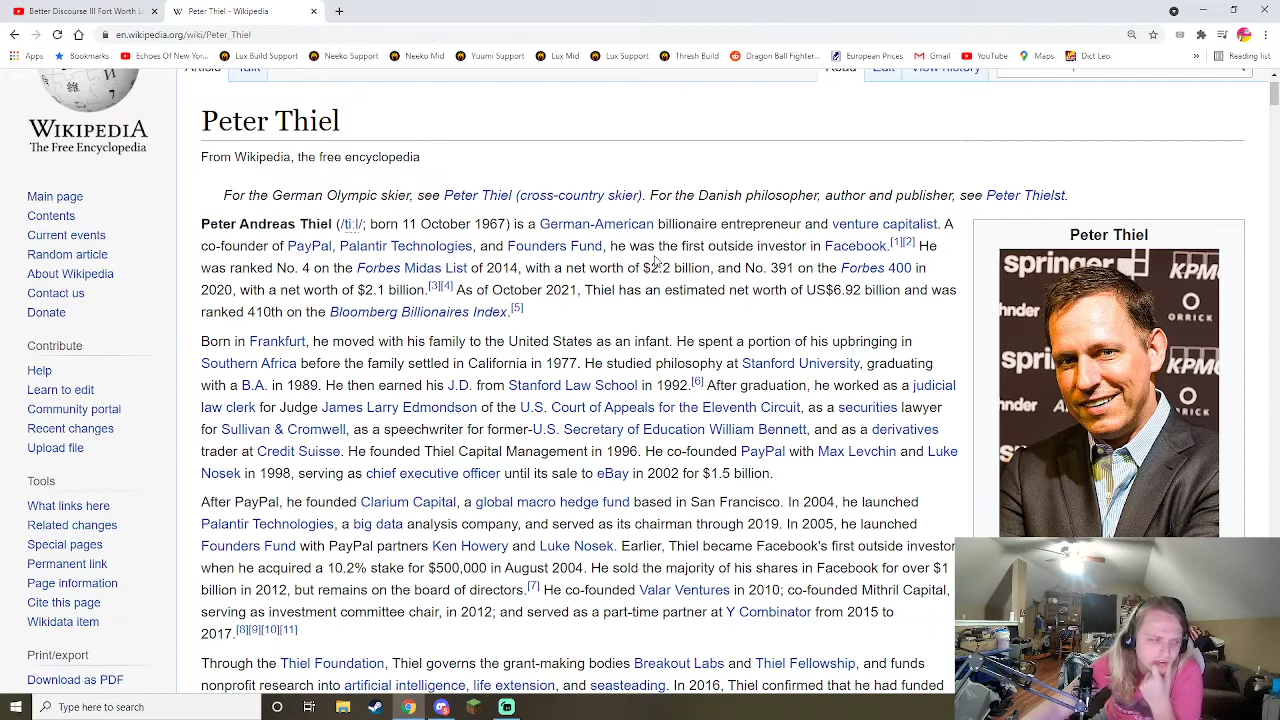 Better Discourse III Fort Worth L
Peter Thiel - Wikipedia
en.wikipedia.org/wiki/Peter_Thiel
Apps
Bookmarks
Echoes Of New Yor...
Lux Build Support
Neeko Support
Neeko Mid
Yuumi Support
Lux Mid
Lux Support
Thresh Build
Dragon Ball Fighter...
European Prices
Gmail
YouTube
Maps
Dict Leo
»
Reading list
Article
Talk
Read
Edit
View history
WIKIPEDIA
The Free Encyclopedia
Main page
Contents
Current events
Random article
About Wikipedia
Contact us
Donate
Contribute
Help
Learn to edit
Community portal
Recent changes
Upload file
Tools
What links here
Related changes
Special pages
Permanent link
Page information
Cite this page
Wikidata item
Print/export
Download as PDF
Peter Thiel
From Wikipedia, the free encyclopedia
For the German Olympic skier, see Peter Thiel (cross-country skier). For the Danish philosopher, author and publisher, see Peter Thielst.
Peter Andreas Thiel (/tiːl/; born 11 October 1967) is a German-American billionaire entrepreneur and venture capitalist. A
co-founder of PayPal, Palantir Technologies, and Founders Fund, he was the first outside investor in Facebook.[1][2] He
was ranked No. 4 on the Forbes Midas List of 2014, with a net worth of $2.2 billion, and No. 391 on the Forbes 400 in
2020, with a net worth of $2.1 billion.[3][4] As of October 2021, Thiel has an estimated net worth of US$6.92 billion and was
ranked 410th on the Bloomberg Billionaires Index.[5]
Born in Frankfurt, he moved with his family to the United States as an infant. He spent a portion of his upbringing in
Southern Africa before the family settled in California in 1977. He studied philosophy at Stanford University, graduating
with a B.A. in 1989. He then earned his J.D. from Stanford Law School in 1992.[6] After graduation, he worked as a judicial
law clerk for Judge James Larry Edmondson of the U.S. Court of Appeals for the Eleventh Circuit, as a securities lawyer
for Sullivan & Cromwell, as a speechwriter for former-U.S. Secretary of Education William Bennett, and as a derivatives
trader at Credit Suisse. He founded Thiel Capital Management in 1996. He co-founded PayPal with Max Levchin and Luke
Nosek in 1998, serving as chief executive officer until its sale to eBay in 2002 for $1.5 billion.
After PayPal, he founded Clarium Capital, a global macro hedge fund based in San Francisco. In 2004, he launched
Palantir Technologies, a big data analysis company, and served as its chairman through 2019. In 2005, he launched
Founders Fund with PayPal partners Ken Howery and Luke Nosek. Earlier, Thiel became Facebook's first outside investor
when he acquired a 10.2% stake for $500,000 in August 2004. He sold the majority of his shares in Facebook for over $1
billion in 2012, but remains on the board of directors.[7] He co-founded Valar Ventures in 2010; co-founded Mithril Capital,
serving as investment committee chair, in 2012; and served as a part-time partner at Y Combinator from 2015 to
2017.[8][9][10][11]
Through the Thiel Foundation, Thiel governs the grant-making bodies Breakout Labs and Thiel Fellowship, and funds
nonprofit research into artificial intelligence, life extension, and seasteading. In 2016, Thiel confirmed that he had funded
Peter Thiel
springer
KPMG
hnder
ORRICK
spri
KPMG
hnder
ORRICK
Type here to search